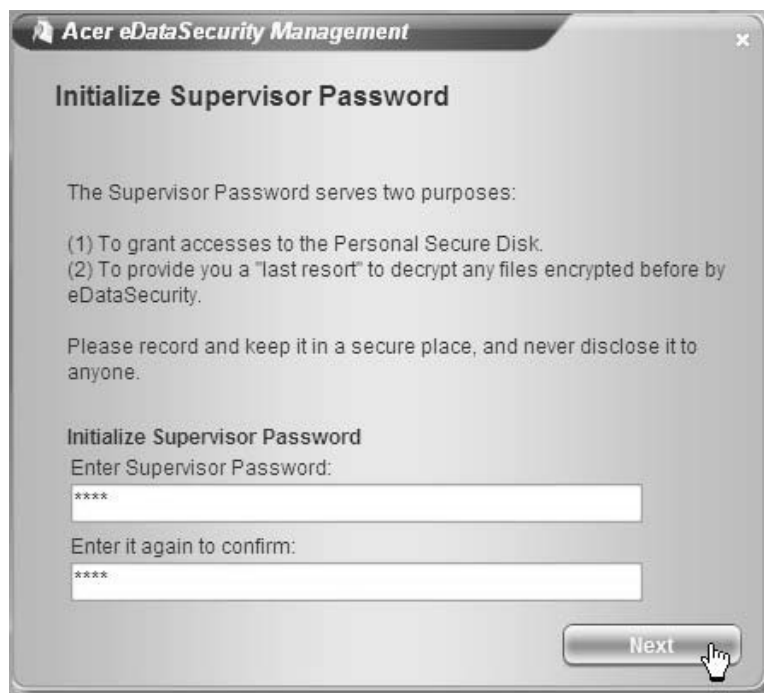 Acer eDataSecurity Management
Initialize Supervisor Password
The Supervisor Password serves two purposes:
(1) To grant accesses to the Personal Secure Disk.
(2) To provide you a "last resort" to decrypt any files encrypted before by
eDataSecurity.
Please record and keep it in a secure place, and never disclose it to
anyone.
Initialize Supervisor Password
Enter Supervisor Password:
****
Enter it again to confirm:
****
Next